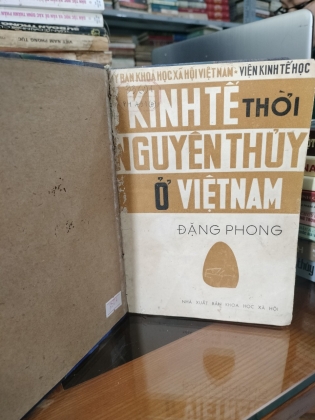 BAN KHOA HỌC XÃ HỘI VIỆT NAM • VIỆN KINH TẾ HỌC
KINH TẾ THỜI
NGUYÊN THỦY
Ở VIỆT NAM
ĐẶNG PHONG
NHÀ XUẤT BẢN KHOA HỌC XÃ HỘI